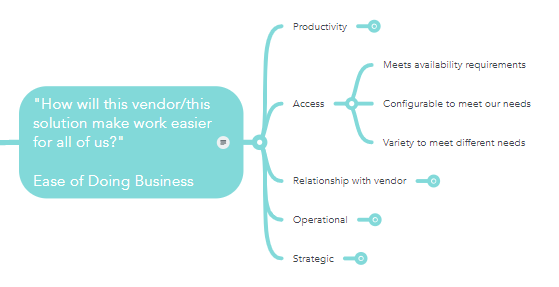 "How will this vendor/this
solution make work easier
for all of us?"
Ease of Doing Business
Productivity
Access
Meets availability requirements
Configurable to meet our needs
Variety to meet different needs
Relationship with vendor
Operational
Strategic